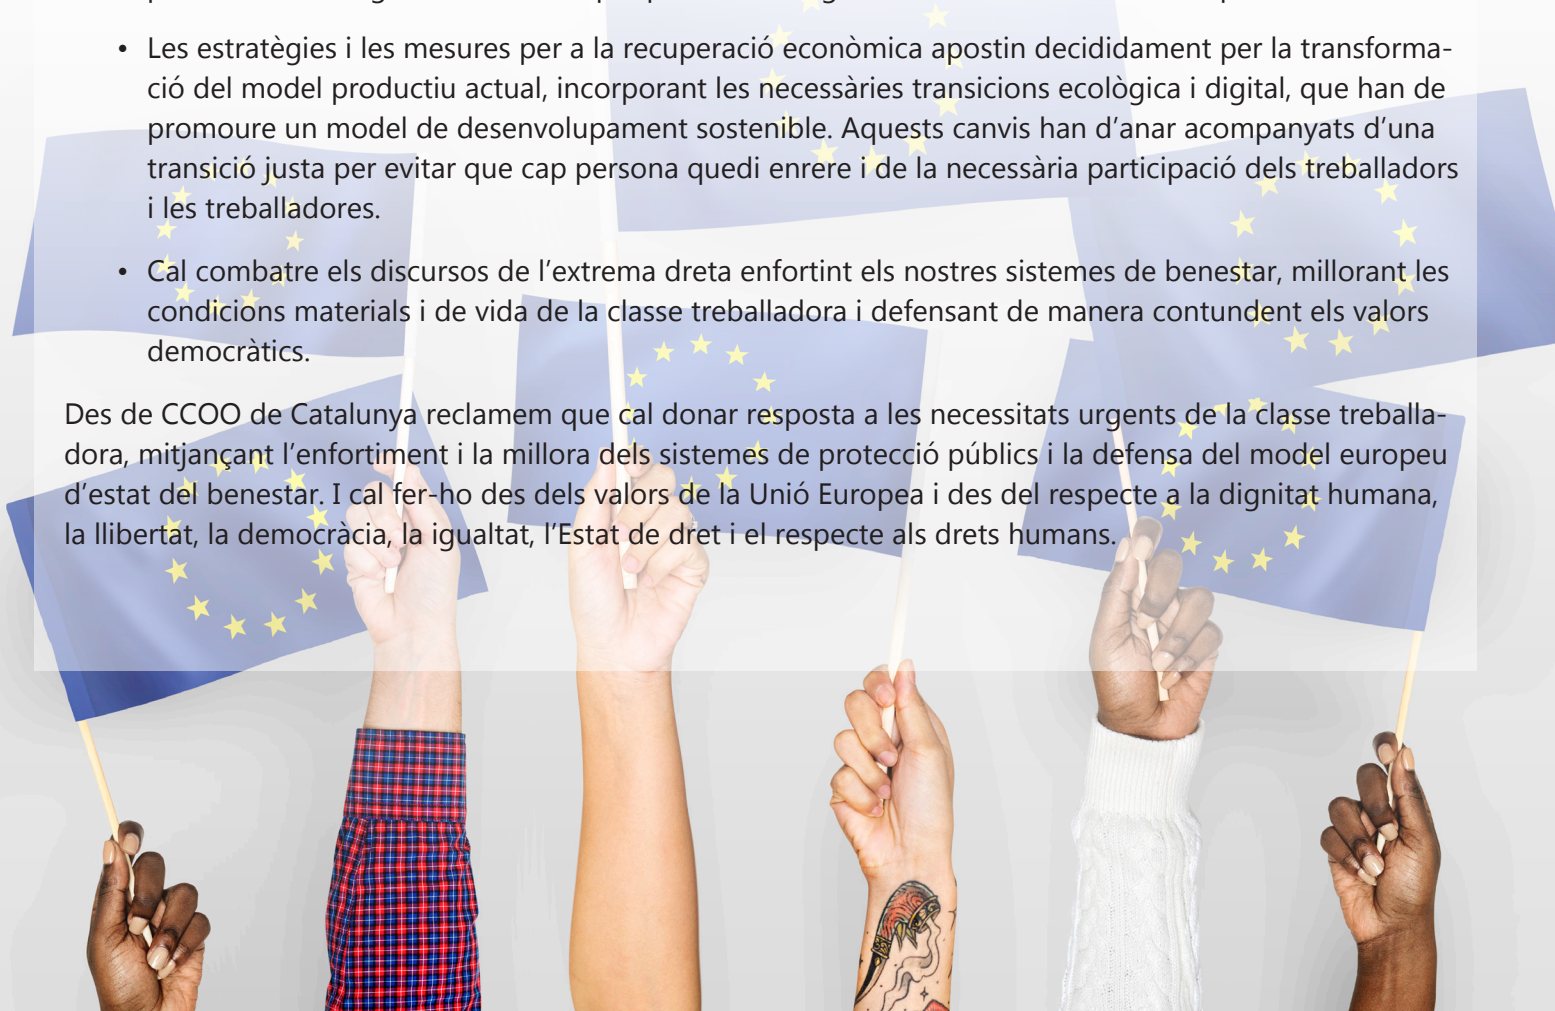 • Les estratègies i les mesures per a la recuperació econòmica apostin decididament per la transforma-
ció del model productiu actual, incorporant les necessàries transicions ecològica i digital, que han de
promoure un model de desenvolupament sostenible. Aquests canvis han d’anar acompanyats d’una
transició justa per evitar que cap persona quedi enrere i de la necessària participació dels treballadors
i les treballadores.
• Cal combatre els discursos de l’extrema dreta enfortint els nostres sistemes de benestar, millorant les
condicions materials i de vida de la classe treballadora i defensant de manera contundent els valors
democràtics.
Des de CCOO de Catalunya reclamem que cal donar resposta a les necessitats urgents de la classe treballa-
dora, mitjançant l’enfortiment i la millora dels sistemes de protecció públics i la defensa del model europeu
d’estat del benestar. I cal fer-ho des dels valors de la Unió Europea i des del respecte a la dignitat humana,
la llibertat, la democràcia, la igualtat, l’Estat de dret i el respecte als drets humans.